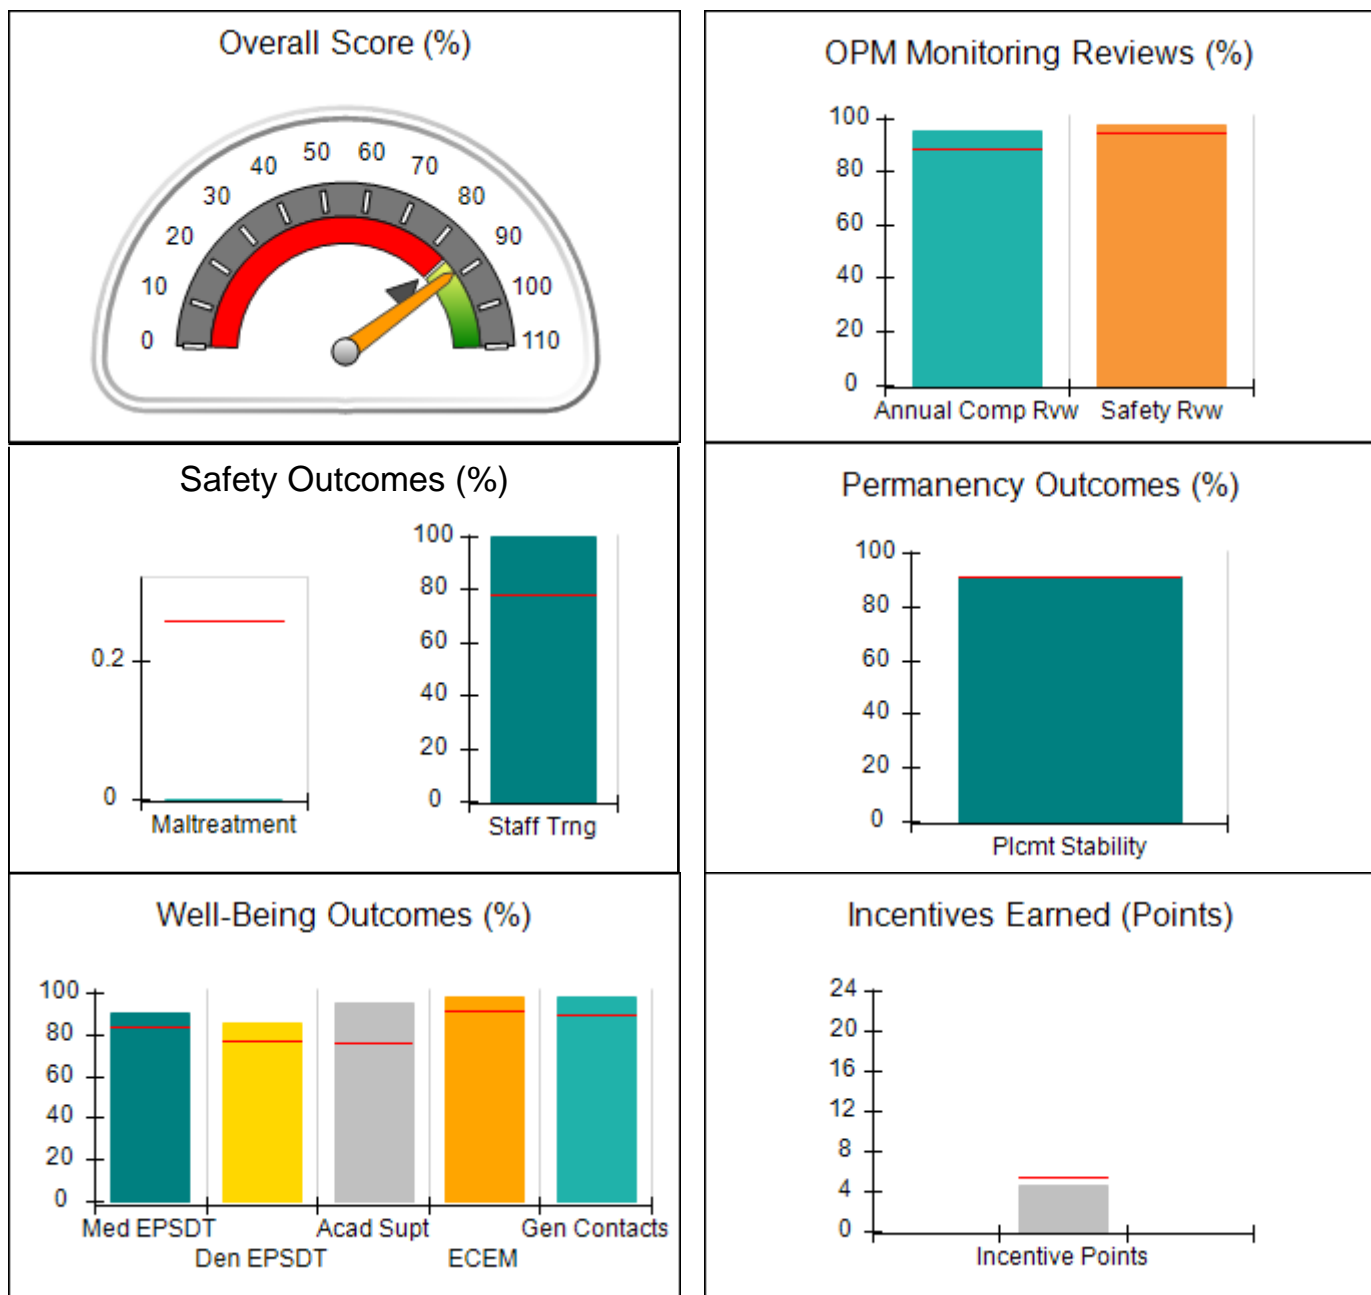 Overall Score (%)
0 10 20 30 40 50 60 70 80 90 100 110
OPM Monitoring Reviews (%)
100
80
60
40
20
0
Annual Comp Rvw Safety Rvw
Safety Outcomes (%)
0.2
0
Maltreatment
100
80
60
40
20
0
Staff Trng
Permanency Outcomes (%)
100
80
60
40
20
0
Plcmt Stability
Well-Being Outcomes (%)
100
80
60
40
20
0
Med EPSDT Acad Supt Gen Contacts
Den EPSDT ECEM
Incentives Earned (Points)
24
20
16
12
8
4
0
Incentive Points